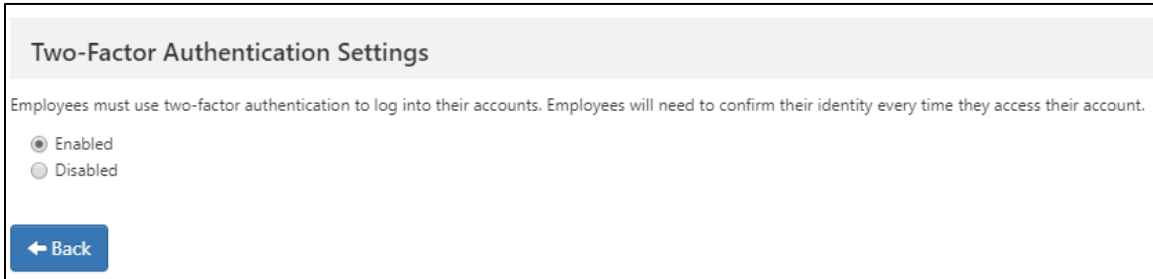 Two-Factor Authentication Settings
Employees must use two-factor authentication to log into their accounts. Employees will need to confirm their identity every time they access their account.
Enabled
Disabled
Back